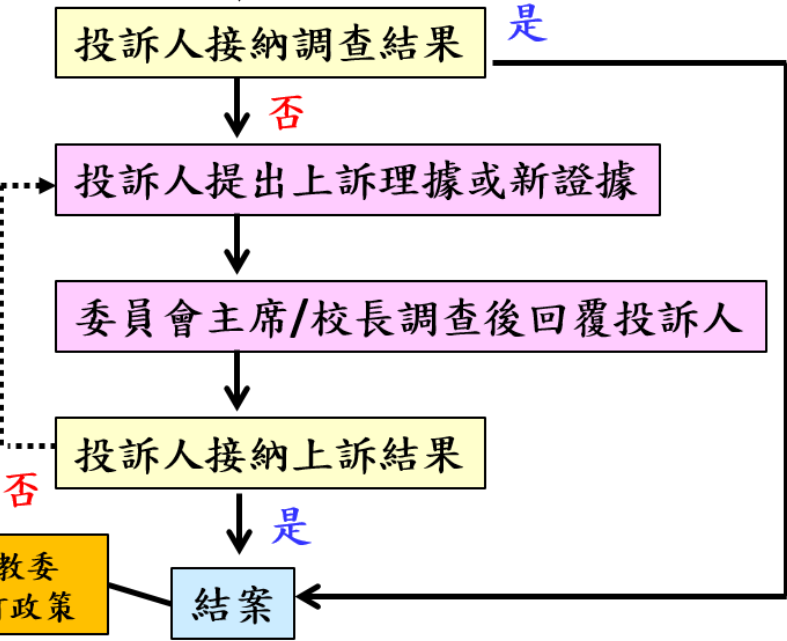 投訴人接納調查結果
是
否
投訴人提出上訴理據或新證據
委員會主席/校長調查後回覆投訴人
投訴人接納上訴結果
否
是
教委
政策
結案